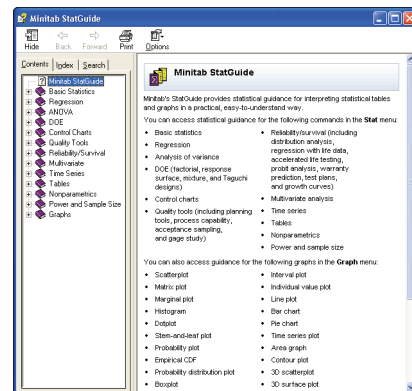 Minitab StatGuide
Hide Back Forward Print Options
Contents Index Search
Minitab StatGuide
Basic Statistics
Regression
ANOVA
DOE
Control Charts
Quality Tools
Reliability/Survival
Multivariate
Time Series
Tables
Nonparametrics
Power and Sample Size
Graphs
Minitab StatGuide
Minitab's StatGuide provides statistical guidance for interpreting statistical tables
and graphs in a practical, easy-to-understand way.
You can access statistical guidance for the following commands in the Stat menu:
• Basic statistics
• Regression
• Analysis of variance
• DOE (factorial, response
surface, mixture, and Taguchi
designs)
• Control charts
• Quality tools (including planning
tools, process capability,
acceptance sampling,
and gage study)
• Reliability/survival (including
distribution analysis,
regression with life data,
accelerated life testing,
probit analysis, warranty
prediction, test plans,
and growth curves)
• Multivariate analysis
• Time series
• Tables
• Nonparametrics
• Power and sample size
You can also access guidance for the following graphs in the Graph menu:
• Scatterplot
• Matrix plot
• Marginal plot
• Histogram
• Dotplot
• Stem-and-leaf plot
• Probability plot
• Empirical CDF
• Probability distribution plot
• Boxplot
• Interval plot
• Individual value plot
• Line plot
• Bar chart
• Pie chart
• Time series plot
• Area graph
• Contour plot
• 3D scatterplot
• 3D surface plot